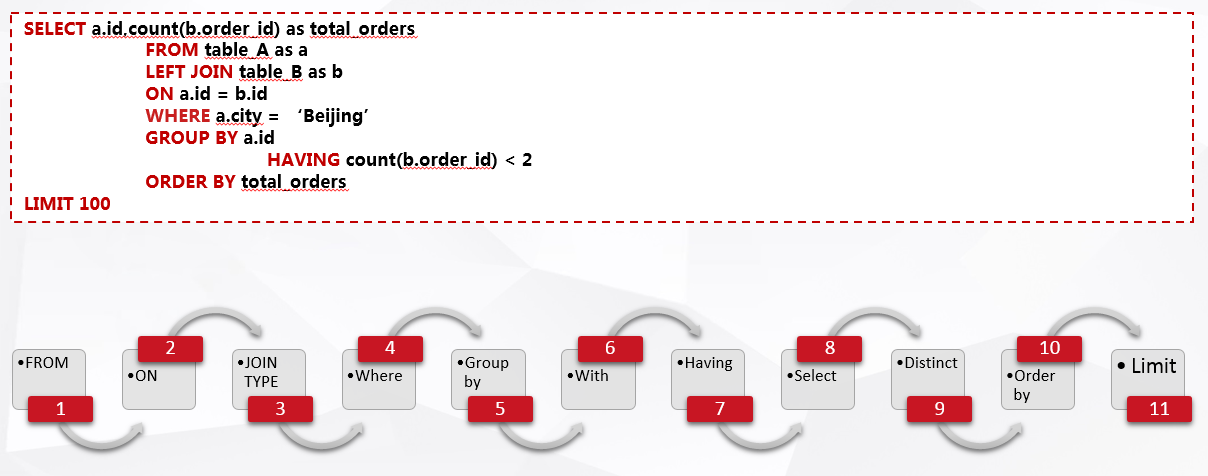 SELECT a.id,count(b.order_id) as total_orders
FROM table_A as a
LEFT JOIN table_B as b
ON a.id = b.id
WHERE a.city = ‘Beijing’
GROUP BY a.id
HAVING count(b.order_id) < 2
ORDER BY total_orders
LIMIT 100
•FROM
1
2
•ON
•JOIN
TYPE
3
4
•Where
•Group
by
5
6
•With
•Having
7
8
•Select
•Distinct
9
10
•Order
by
• Limit
11